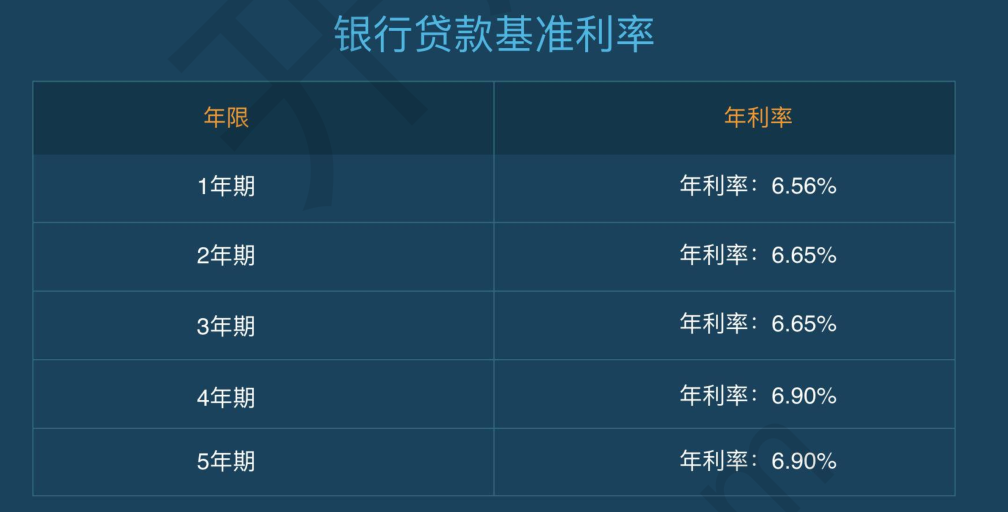 银行贷款基准利率
年限 年利率
1年期 年利率：6.56%
2年期 年利率：6.65%
3年期 年利率：6.65%
4年期 年利率：6.90%
5年期 年利率：6.90%